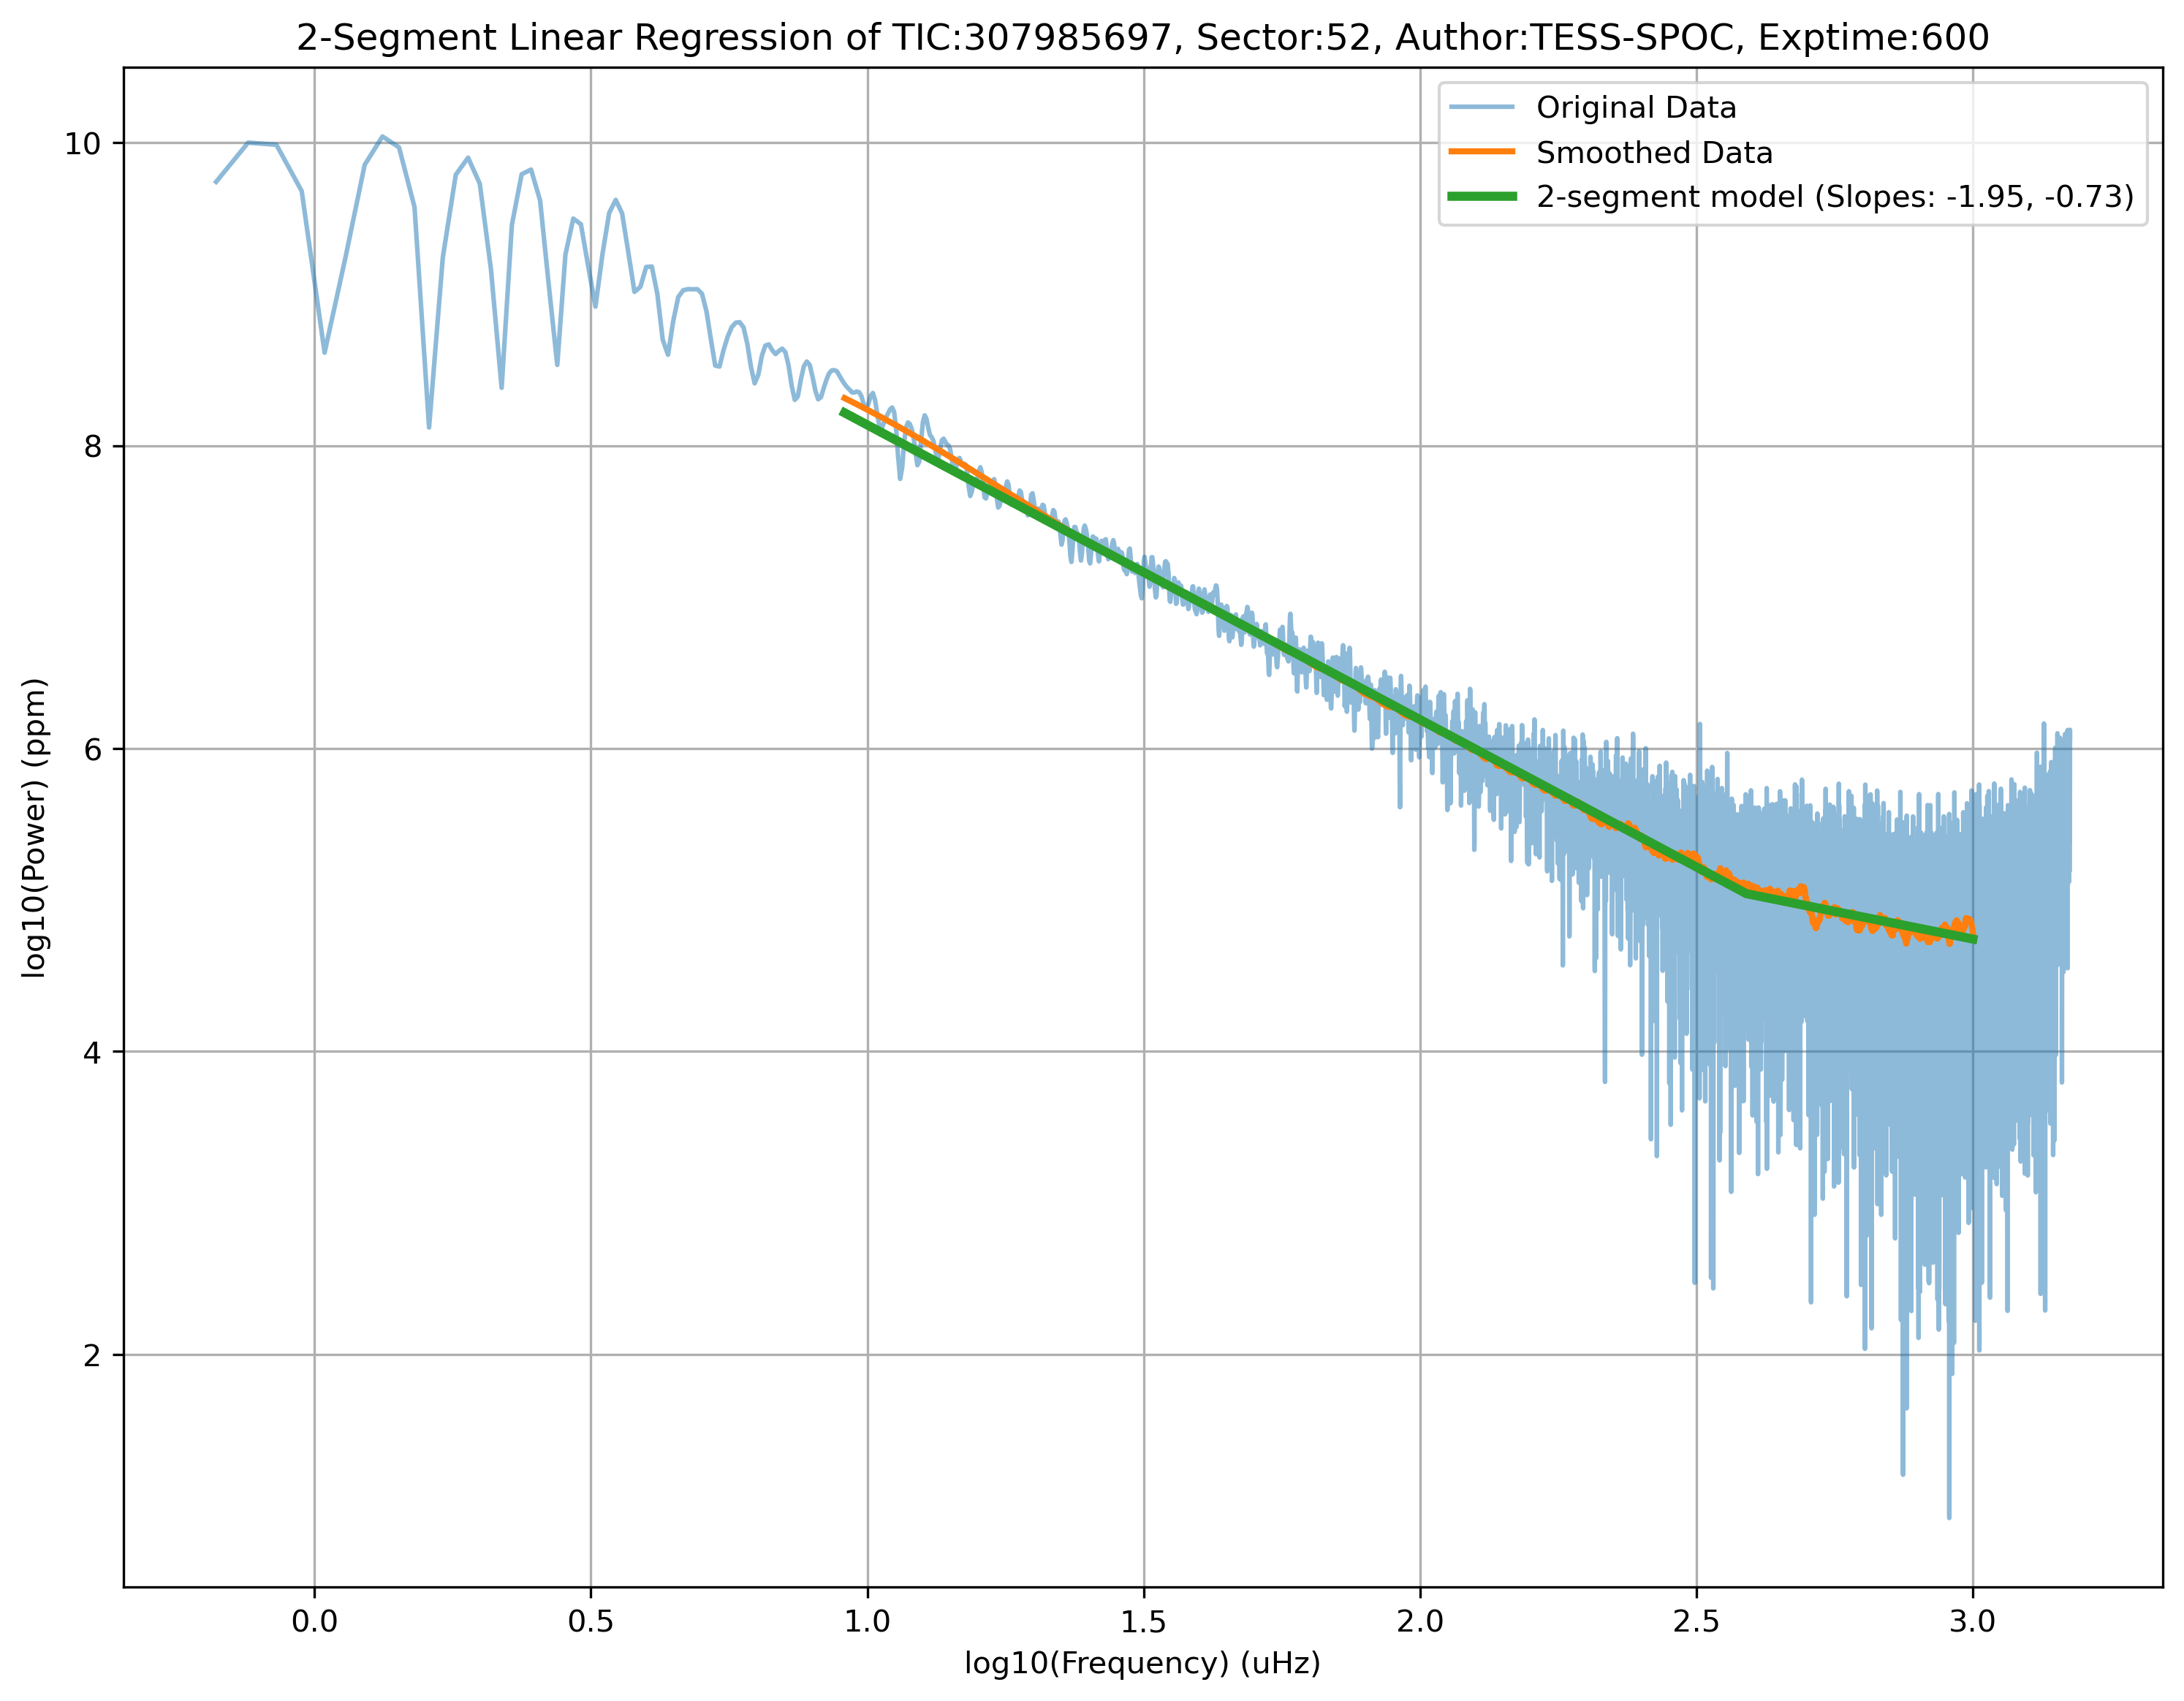 2-Segment Linear Regression of TIC:307985697, Sector:52, Author:TESS-SPOC, Exptime:600
Original Data
Smoothed Data
2-segment model (Slopes: -1.95, -0.73)
log10(Power) (ppm)
10
8
6
4
2
0.0 0.5 1.0 1.5 2.0 2.5 3.0
log10(Frequency) (uHz)